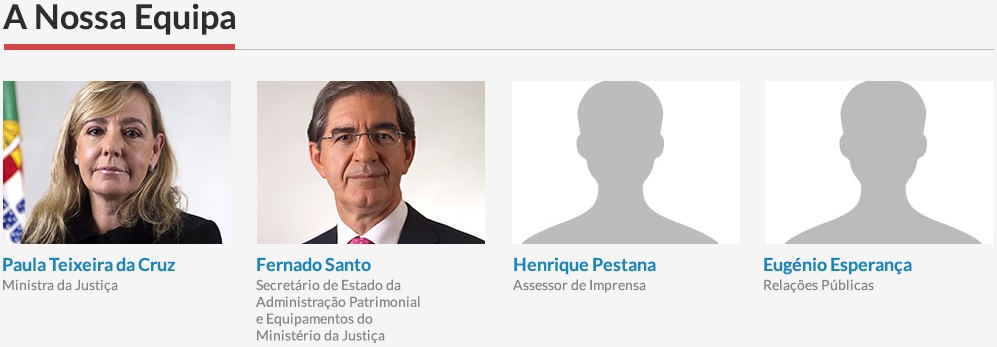 A Nossa Equipa
Paula Teixeira da Cruz
Ministra da Justiça
Fernado Santo
Secretário de Estado da
Administração Patrimonial
e Equipamentos do
Ministério da Justiça
Henrique Pestana
Assessor de Imprensa
Eugénio Esperança
Relações Públicas